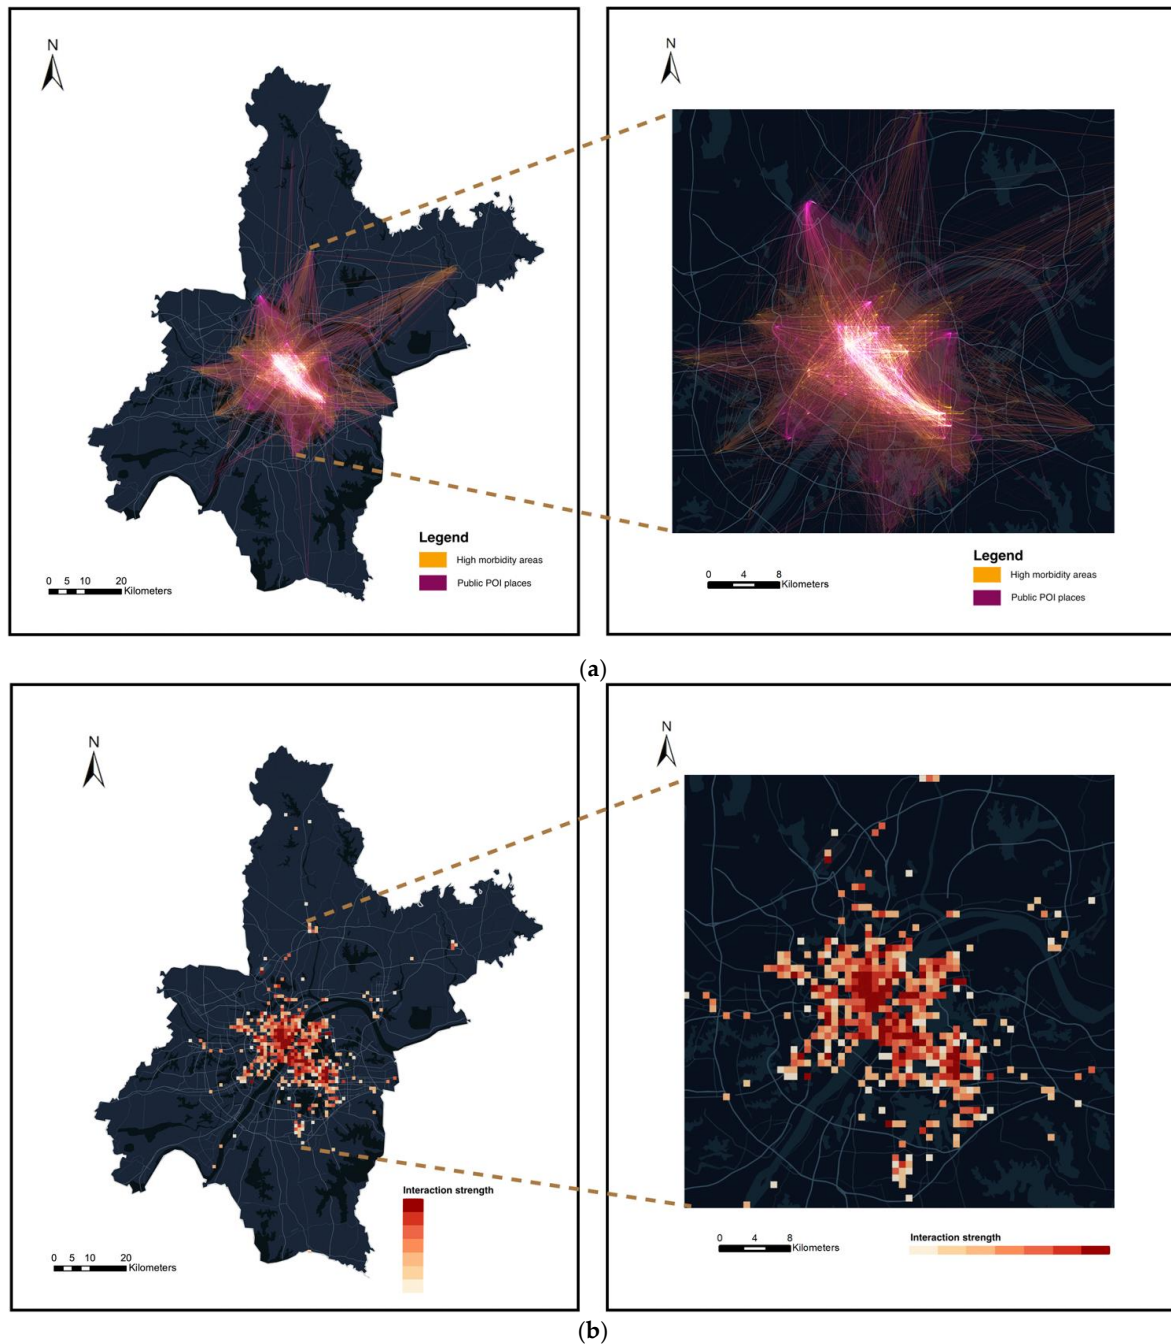 N
Legend
High morbidity areas
Public POI places
0 5 10 20
Kilometers
N
Legend
High morbidity areas
Public POI places
0 4 8
Kilometers
(a)
N
Interaction strength
0 5 10 20
Kilometers
N
Interaction strength
0 4 8
Kilometers
(b)